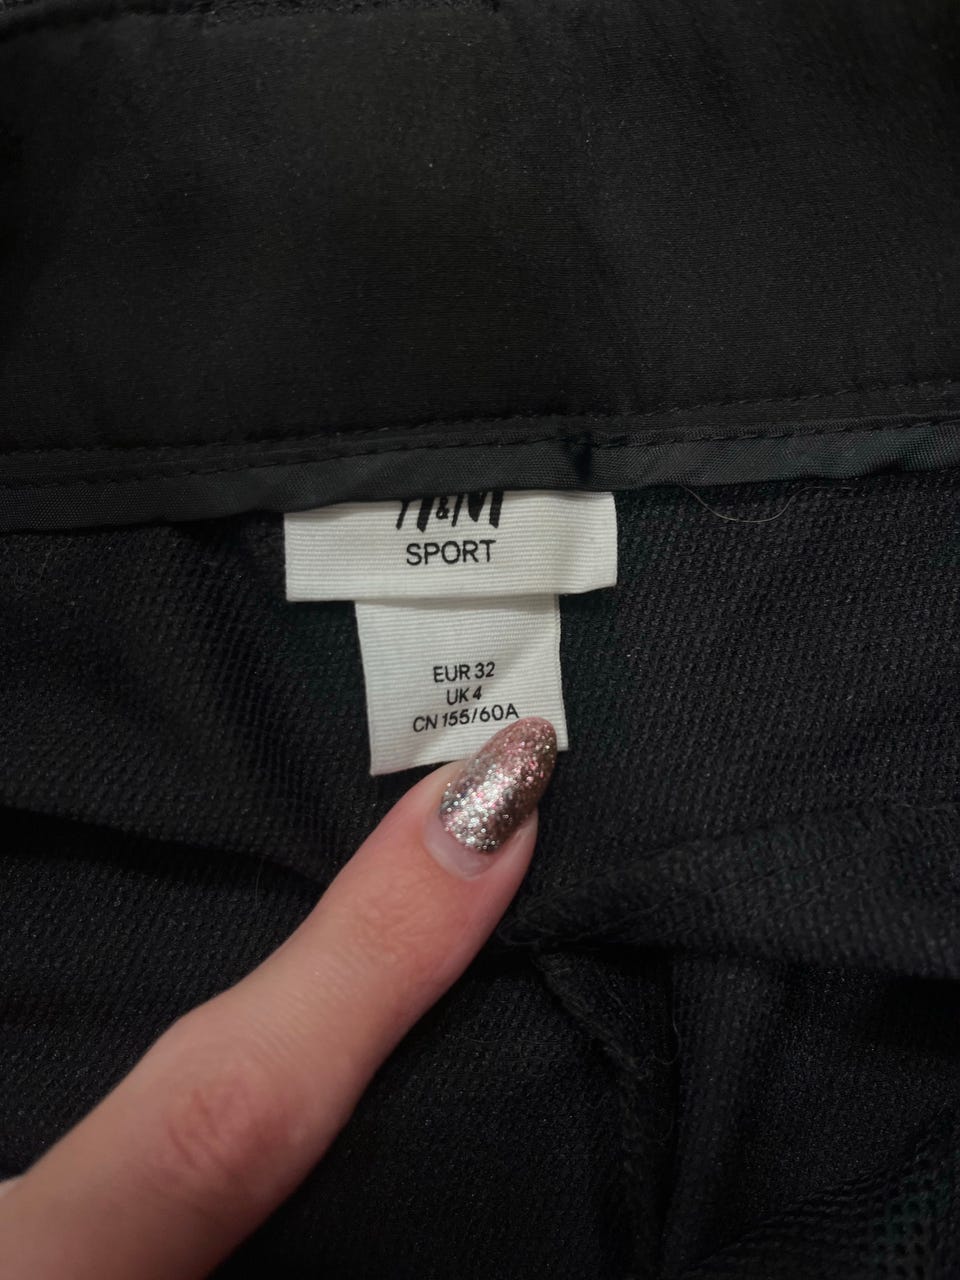 H&M
SPORT
EUR 32
UK 4
CN 155/60A